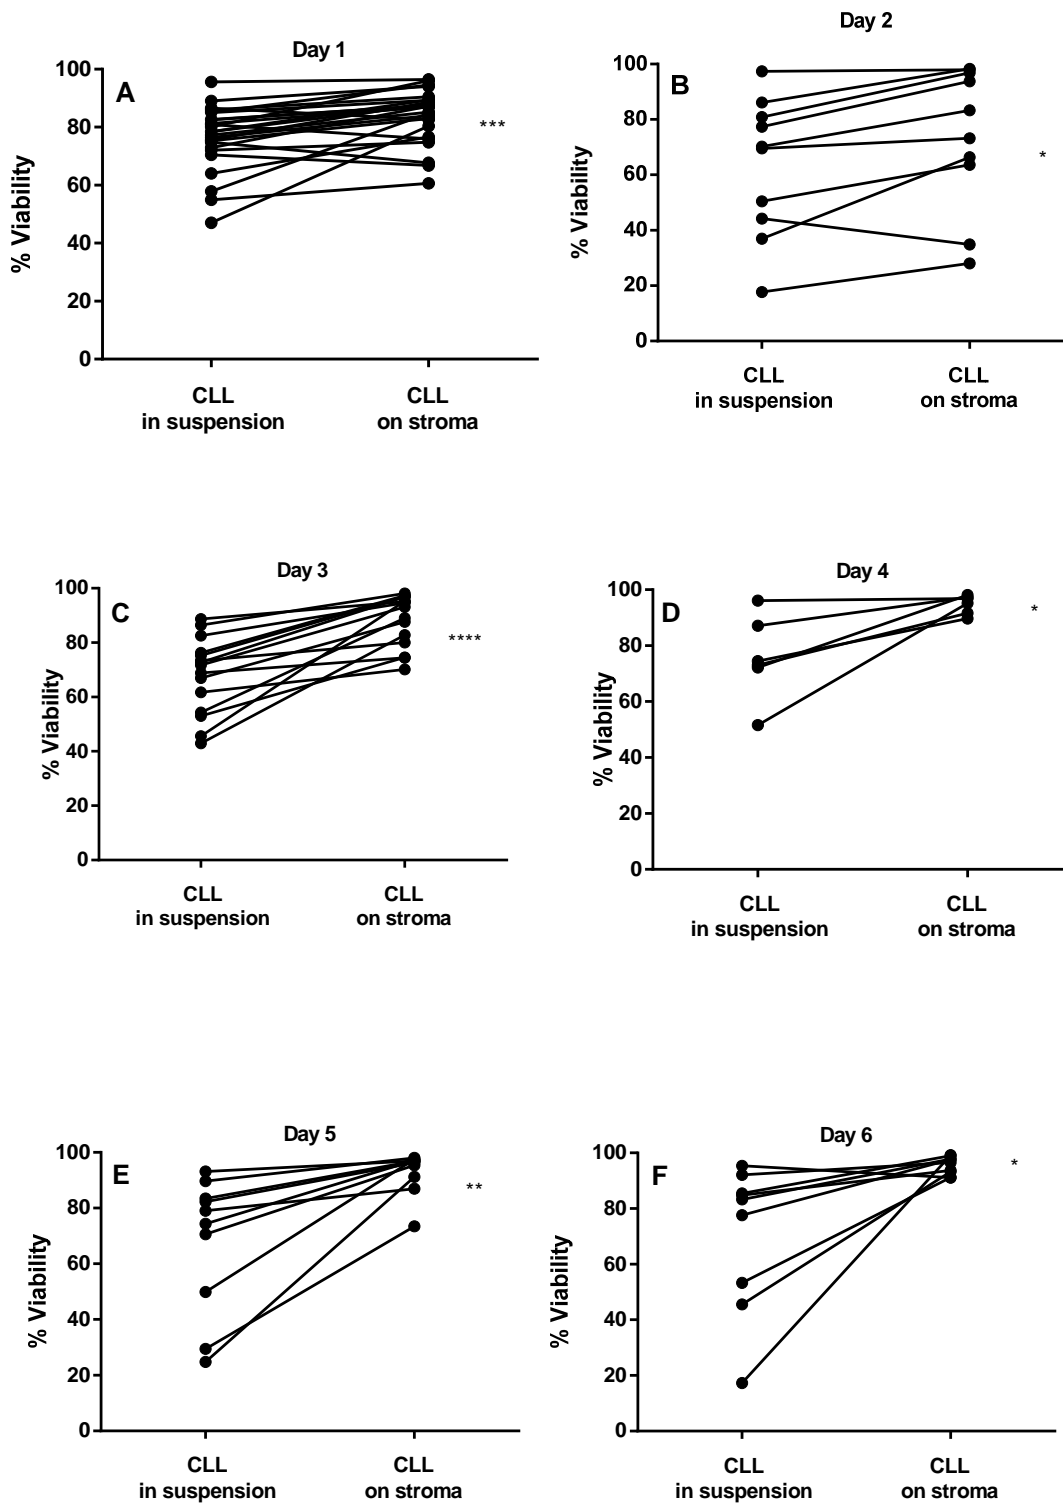 Day 1
A
100
80
60
40
20
0
% Viability
***
CLL
in suspension
CLL
on stroma
Day 2
B
100
80
60
40
20
0
% Viability
*
CLL
in suspension
CLL
on stroma
Day 3
C
100
80
60
40
20
0
% Viability
****
CLL
in suspension
CLL
on stroma
Day 4
D
100
80
60
40
20
0
% Viability
*
CLL
in suspension
CLL
on stroma
Day 5
E
100
80
60
40
20
0
% Viability
**
CLL
in suspension
CLL
on stroma
Day 6
F
100
80
60
40
20
0
% Viability
*
CLL
in suspension
CLL
on stroma